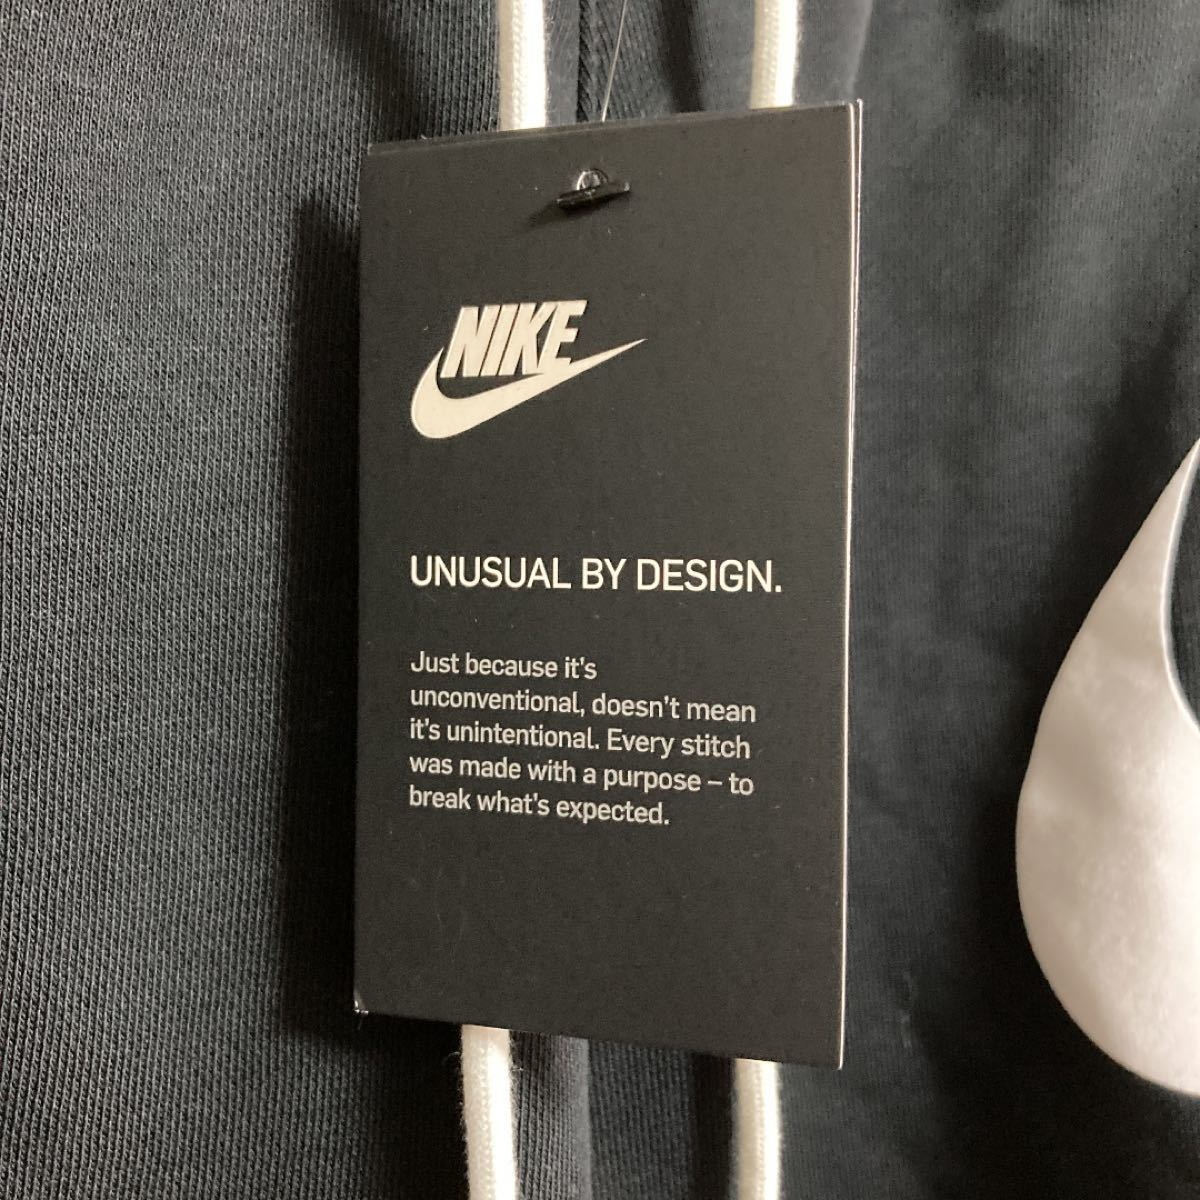 NIKE
UNUSUAL BY DESIGN.
Just because it's
unconventional, doesn't mean
it's unintentional. Every stitch
was made with a purpose – to
break what's expected.